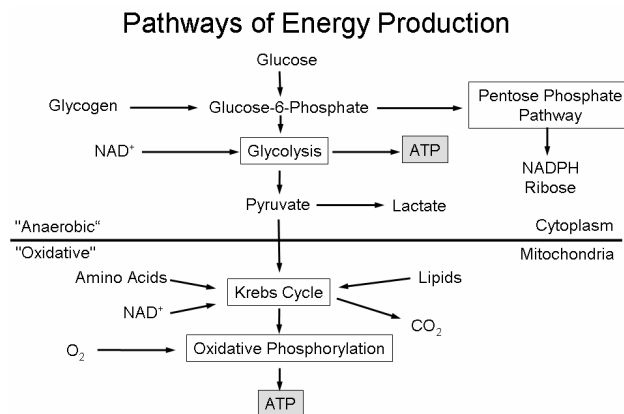 Pathways of Energy Production
Glucose
Glycogen
Glucose-6-Phosphate
Pentose Phosphate
Pathway
NAD⁺
Glycolysis
ATP
NADPH
Ribose
Pyruvate
Lactate
"Anaerobic“
Cytoplasm
"Oxidative"
Mitochondria
Amino Acids
Lipids
Krebs Cycle
NAD⁺
CO₂
O₂
Oxidative Phosphorylation
ATP